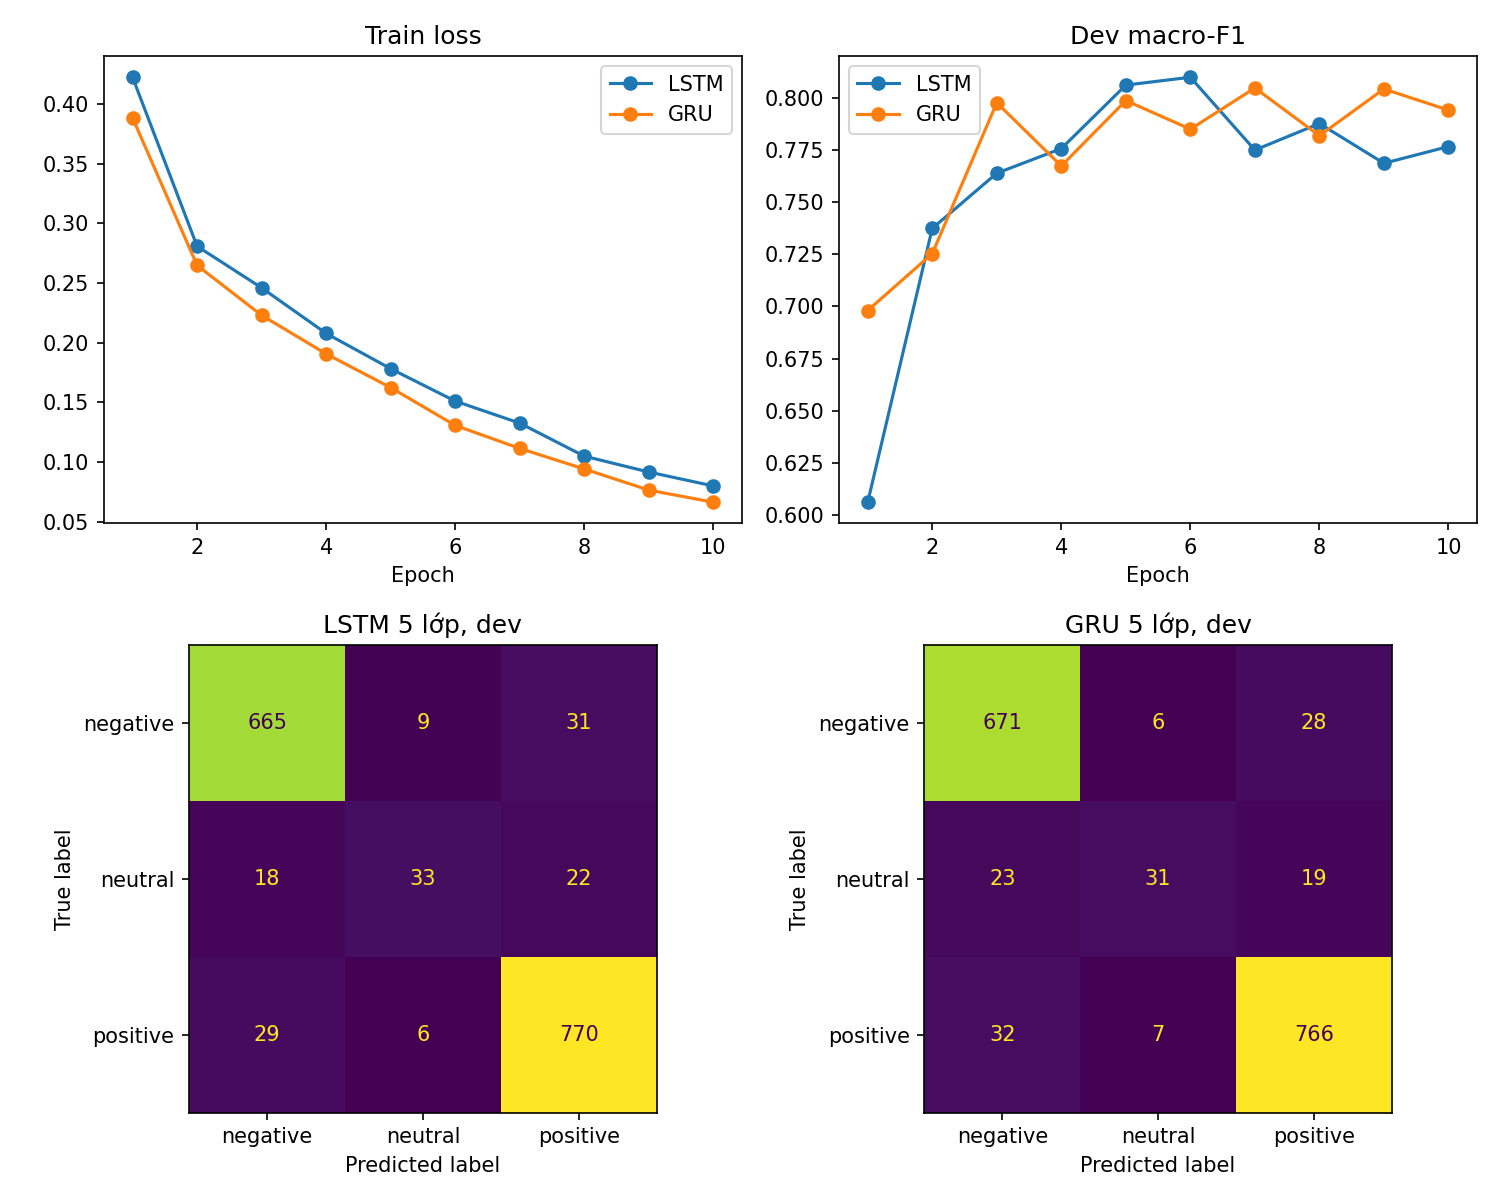 Train loss
LSTM
GRU
0.40
0.35
0.30
0.25
0.20
0.15
0.10
0.05
2 4 6 8 10
Epoch
Dev macro-F1
LSTM
GRU
0.800
0.775
0.750
0.725
0.700
0.675
0.650
0.625
0.600
2 4 6 8 10
Epoch
LSTM 5 lớp, dev
True label
negative 665 9 31
neutral 18 33 22
positive 29 6 770
negative neutral positive
Predicted label
GRU 5 lớp, dev
True label
negative 671 6 28
neutral 23 31 19
positive 32 7 766
negative neutral positive
Predicted label